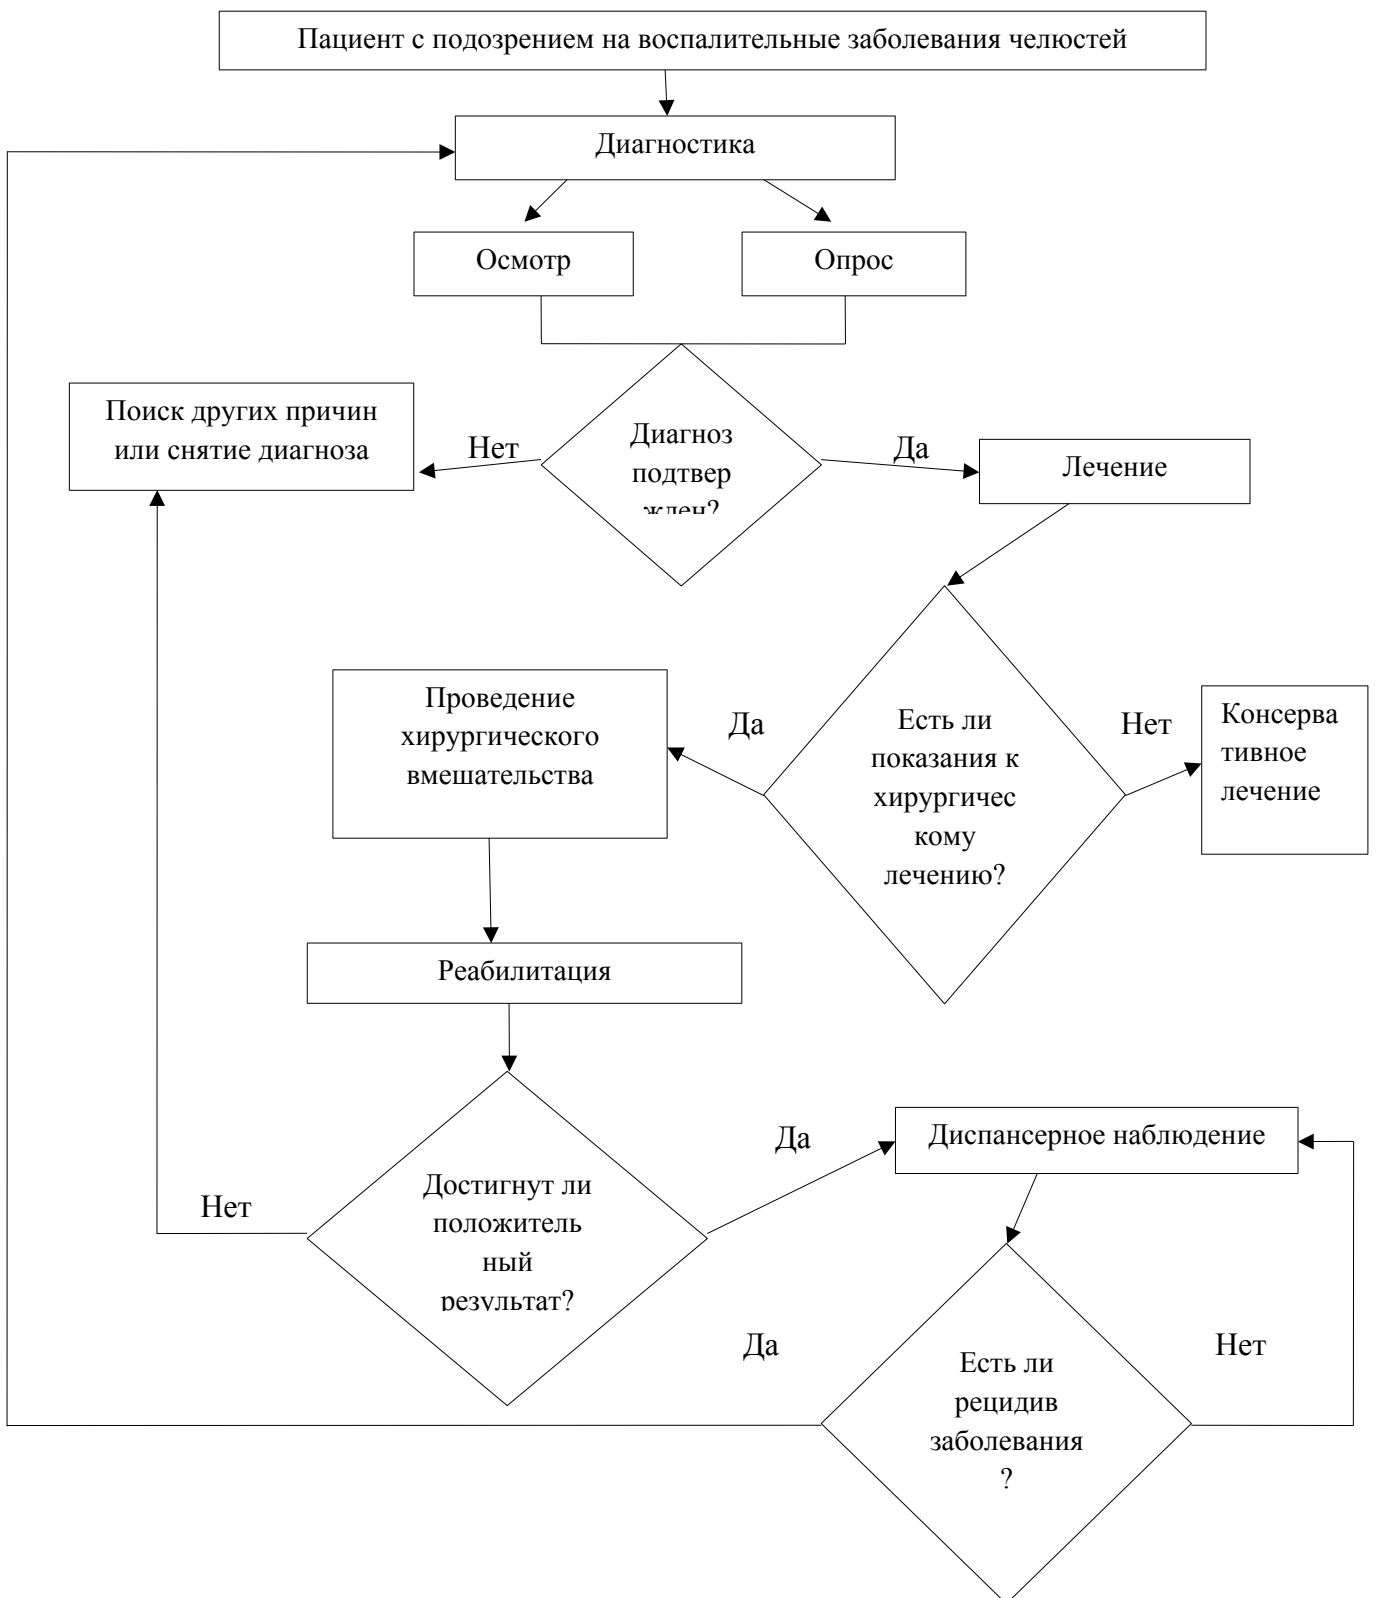 Пациент с подозрением на воспалительные заболевания челюстей
Диагностика
Осмотр
Опрос
Поиск других причин
или снятие диагноза
Нет
Диагноз
подтвер
жден?
Да
Лечение
Проведение
хирургического
вмешательства
Да
Есть ли
показания к
хирургичес
кому
лечению?
Нет
Консерва
тивное
лечение
Реабилитация
Нет
Достигнут ли
положитель
ный
результат?
Да
Диспансерное наблюдение
Да
Есть ли
рецидив
заболевания
?
Нет